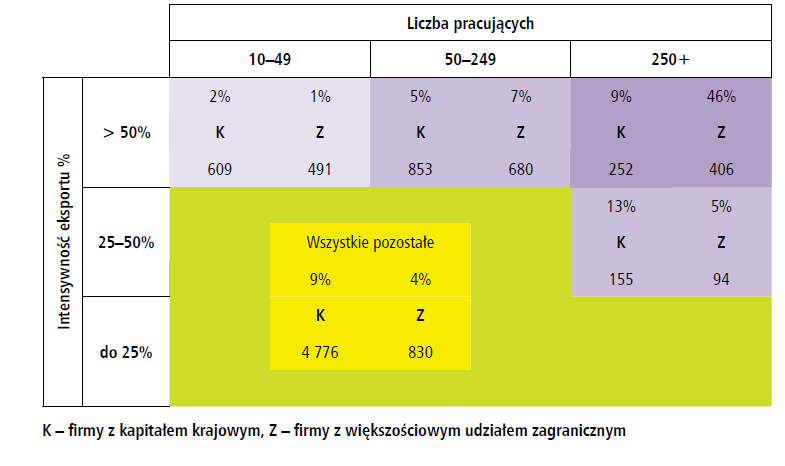 Liczba pracujących
10–49 50–249 250+
Intensywność eksportu %
> 50%
2% 1% 5% 7% 9% 46%
K Z K Z K Z
609 491 853 680 252 406
25–50%
13% 5%
K Z
155 94
Wszystkie pozostałe
9% 4%
K Z
4 776 830
do 25%
K – firmy z kapitałem krajowym, Z – firmy z większościowym udziałem zagranicznym